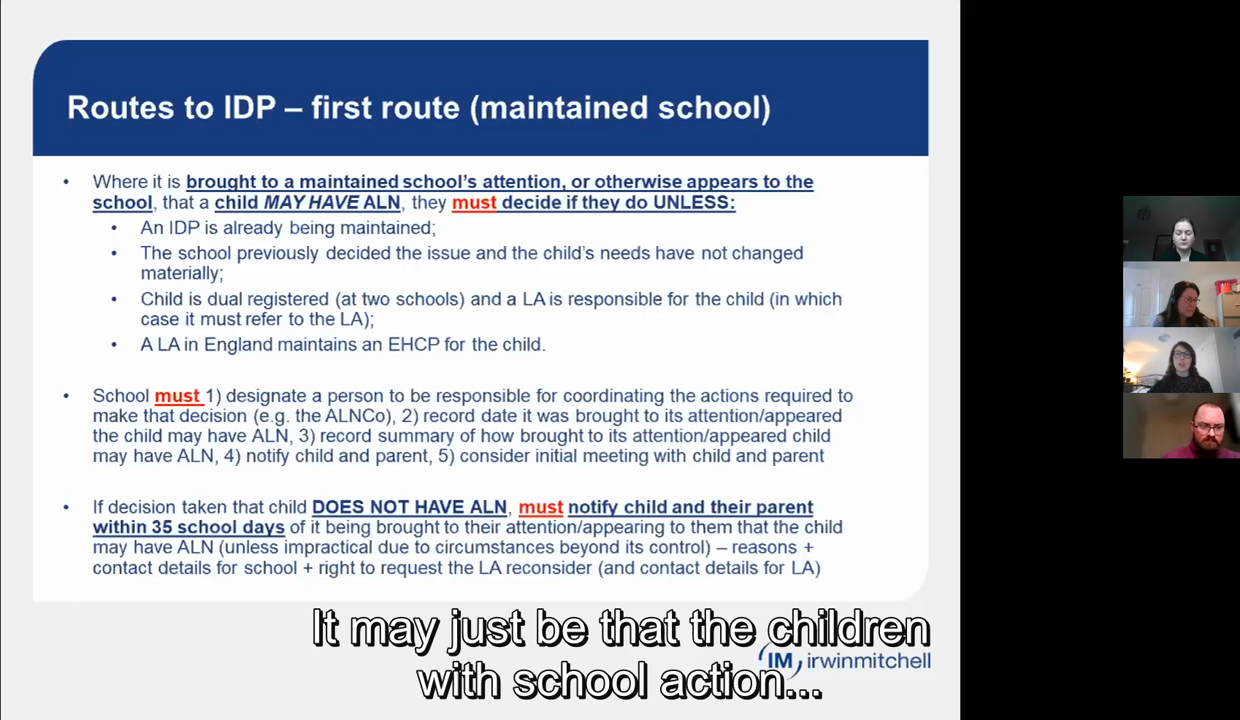 Routes to IDP – first route (maintained school)
• Where it is brought to a maintained school's attention, or otherwise appears to the
school, that a child MAY HAVE ALN, they must decide if they do UNLESS:
• An IDP is already being maintained;
• The school previously decided the issue and the child's needs have not changed
materially;
• Child is dual registered (at two schools) and a LA is responsible for the child (in which
case it must refer to the LA);
• A LA in England maintains an EHCP for the child.
• School must 1) designate a person to be responsible for coordinating the actions required to
make that decision (e.g. the ALNCo), 2) record date it was brought to its attention/appeared
the child may have ALN, 3) record summary of how brought to its attention/appeared child
may have ALN, 4) notify child and parent, 5) consider initial meeting with child and parent
• If decision taken that child DOES NOT HAVE ALN, must notify child and their parent
within 35 school days of it being brought to their attention/appearing to them that the child
may have ALN (unless impractical due to circumstances beyond its control) – reasons +
contact details for school + right to request the LA reconsider (and contact details for LA)
It may just be that the children
with school action...
IM irwinmitchell